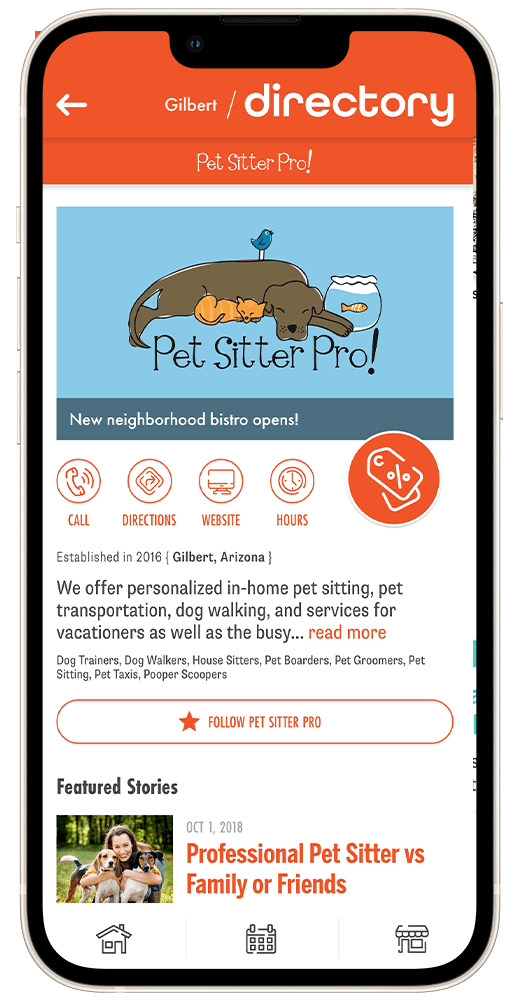 Gilbert / directory
Pet Sitter Pro!
Pet Sitter Pro!
New neighborhood bistro opens!
C %
CALL DIRECTIONS WEBSITE HOURS
Established in 2016 { Gilbert, Arizona }
We offer personalized in-home pet sitting, pet
transportation, dog walking, and services for
vacationers as well as the busy... read more
Dog Trainers, Dog Walkers, House Sitters, Pet Boarders, Pet Groomers, Pet
Sitting, Pet Taxis, Pooper Scoopers
FOLLOW PET SITTER PRO
Featured Stories
OCT 1, 2018
Professional Pet Sitter vs
Family or Friends